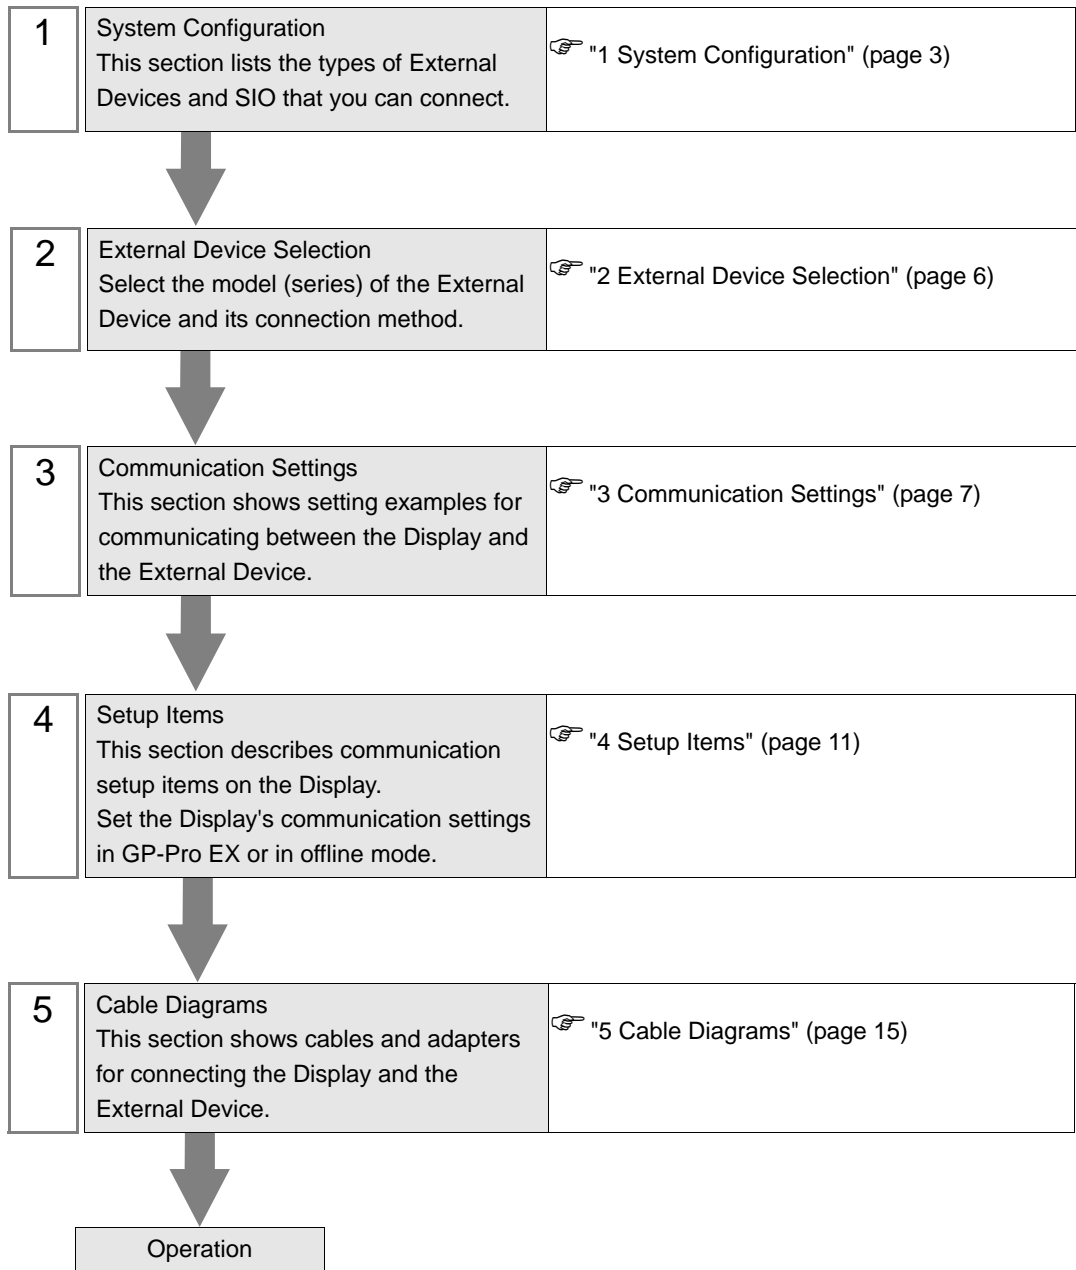 1
System Configuration
This section lists the types of External
Devices and SIO that you can connect.
"1 System Configuration" (page 3)
2
External Device Selection
Select the model (series) of the External
Device and its connection method.
"2 External Device Selection" (page 6)
3
Communication Settings
This section shows setting examples for
communicating between the Display and
the External Device.
"3 Communication Settings" (page 7)
4
Setup Items
This section describes communication
setup items on the Display.
Set the Display's communication settings
in GP-Pro EX or in offline mode.
"4 Setup Items" (page 11)
5
Cable Diagrams
This section shows cables and adapters
for connecting the Display and the
External Device.
"5 Cable Diagrams" (page 15)
Operation